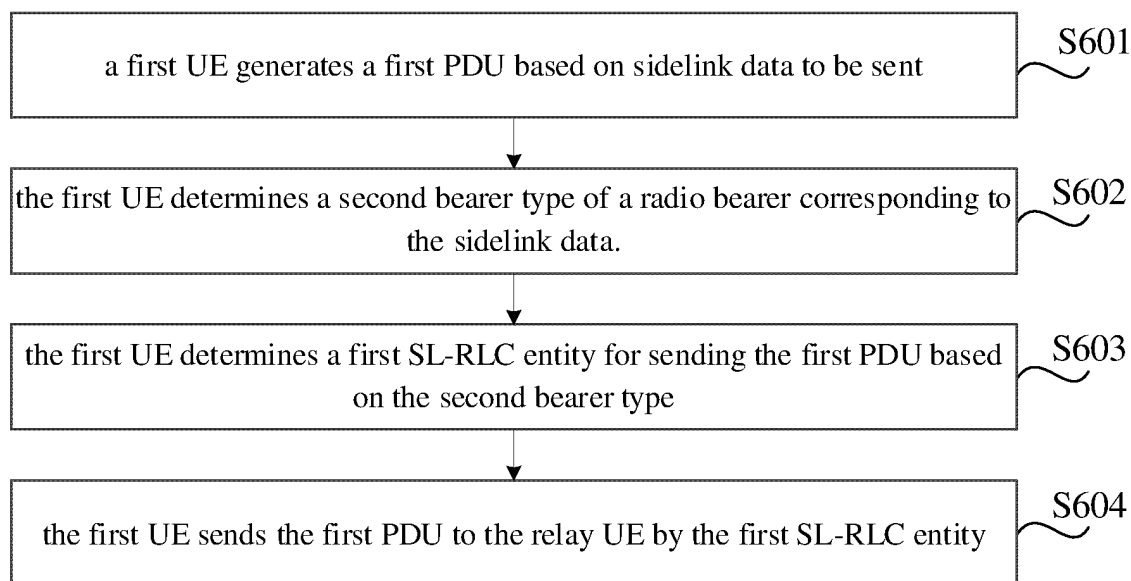 a first UE generates a first PDU based on sidelink data to be sent
S601
the first UE determines a second bearer type of a radio bearer corresponding to
the sidelink data.
S602
the first UE determines a first SL-RLC entity for sending the first PDU based
on the second bearer type
S603
the first UE sends the first PDU to the relay UE by the first SL-RLC entity
S604